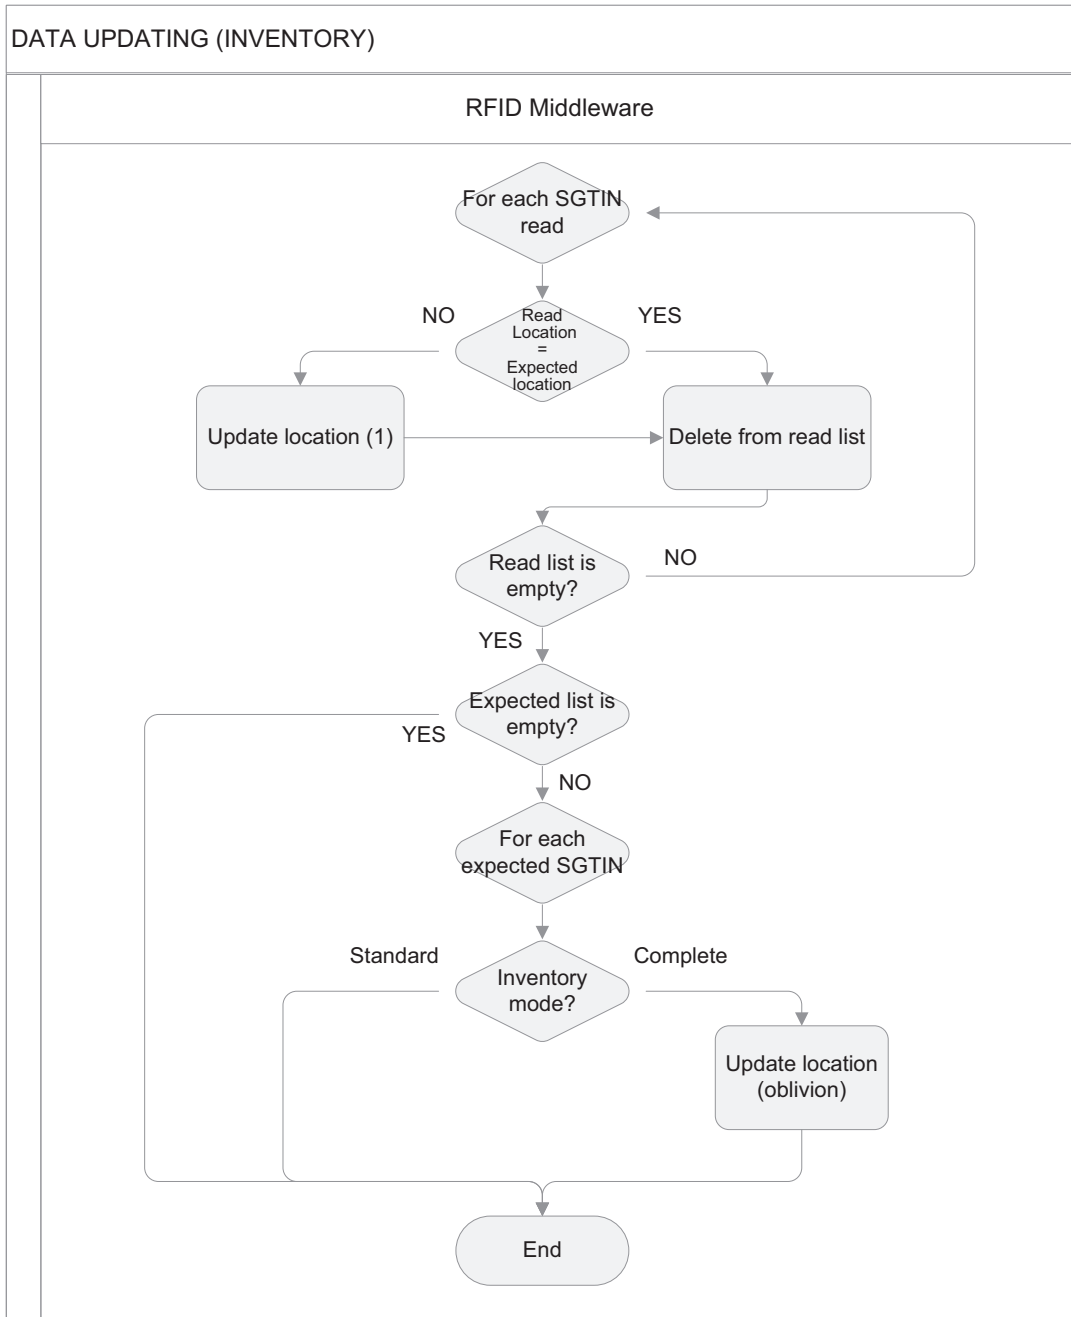 DATA UPDATING (INVENTORY)
RFID Middleware
For each SGTIN
read
NO
YES
Read
Location
=
Expected
location
Update location (1)
Delete from read list
Read list is
empty?
NO
YES
Expected list is
empty?
YES
NO
For each
expected SGTIN
Standard
Complete
Inventory
mode?
Update location
(oblivion)
End